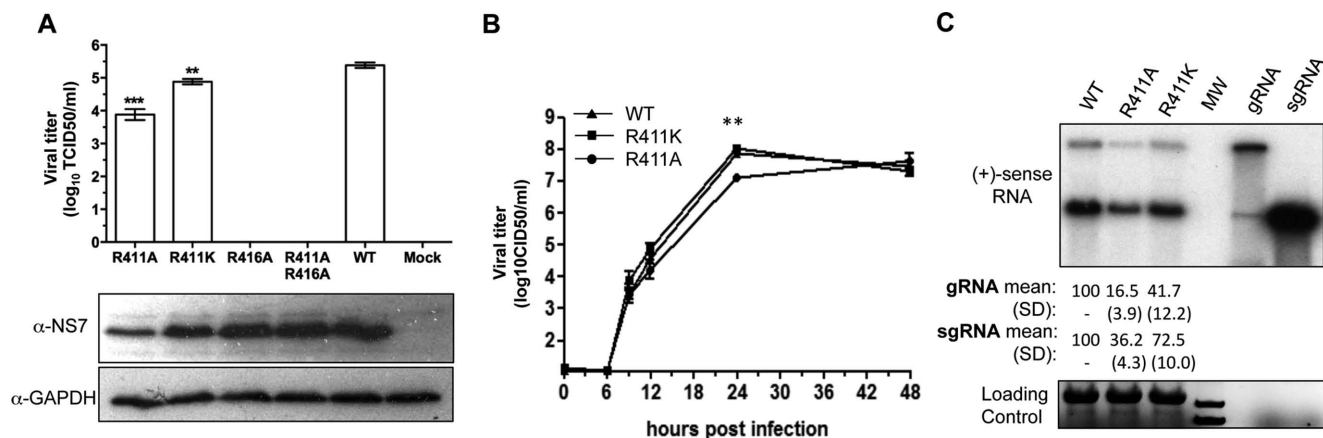 A
6
5
4
3
2
1
0
Viral titer
(log10 TCID50/ml)
***
**
R411A R411K R416A R411A R416A WT Mock
α-NS7
α-GAPDH
B
WT
R411K
R411A
**
9
8
7
6
5
4
3
2
Viral titer
(log10CID50/ml)
0 6 12 24 36 48
hours post infection
C
WT R411A R411K MW gRNA sgRNA
(+)-sense
RNA
gRNA mean: 100 16.5 41.7
(SD): - (3.9) (12.2)
sgRNA mean: 100 36.2 72.5
(SD): - (4.3) (10.0)
Loading
Control